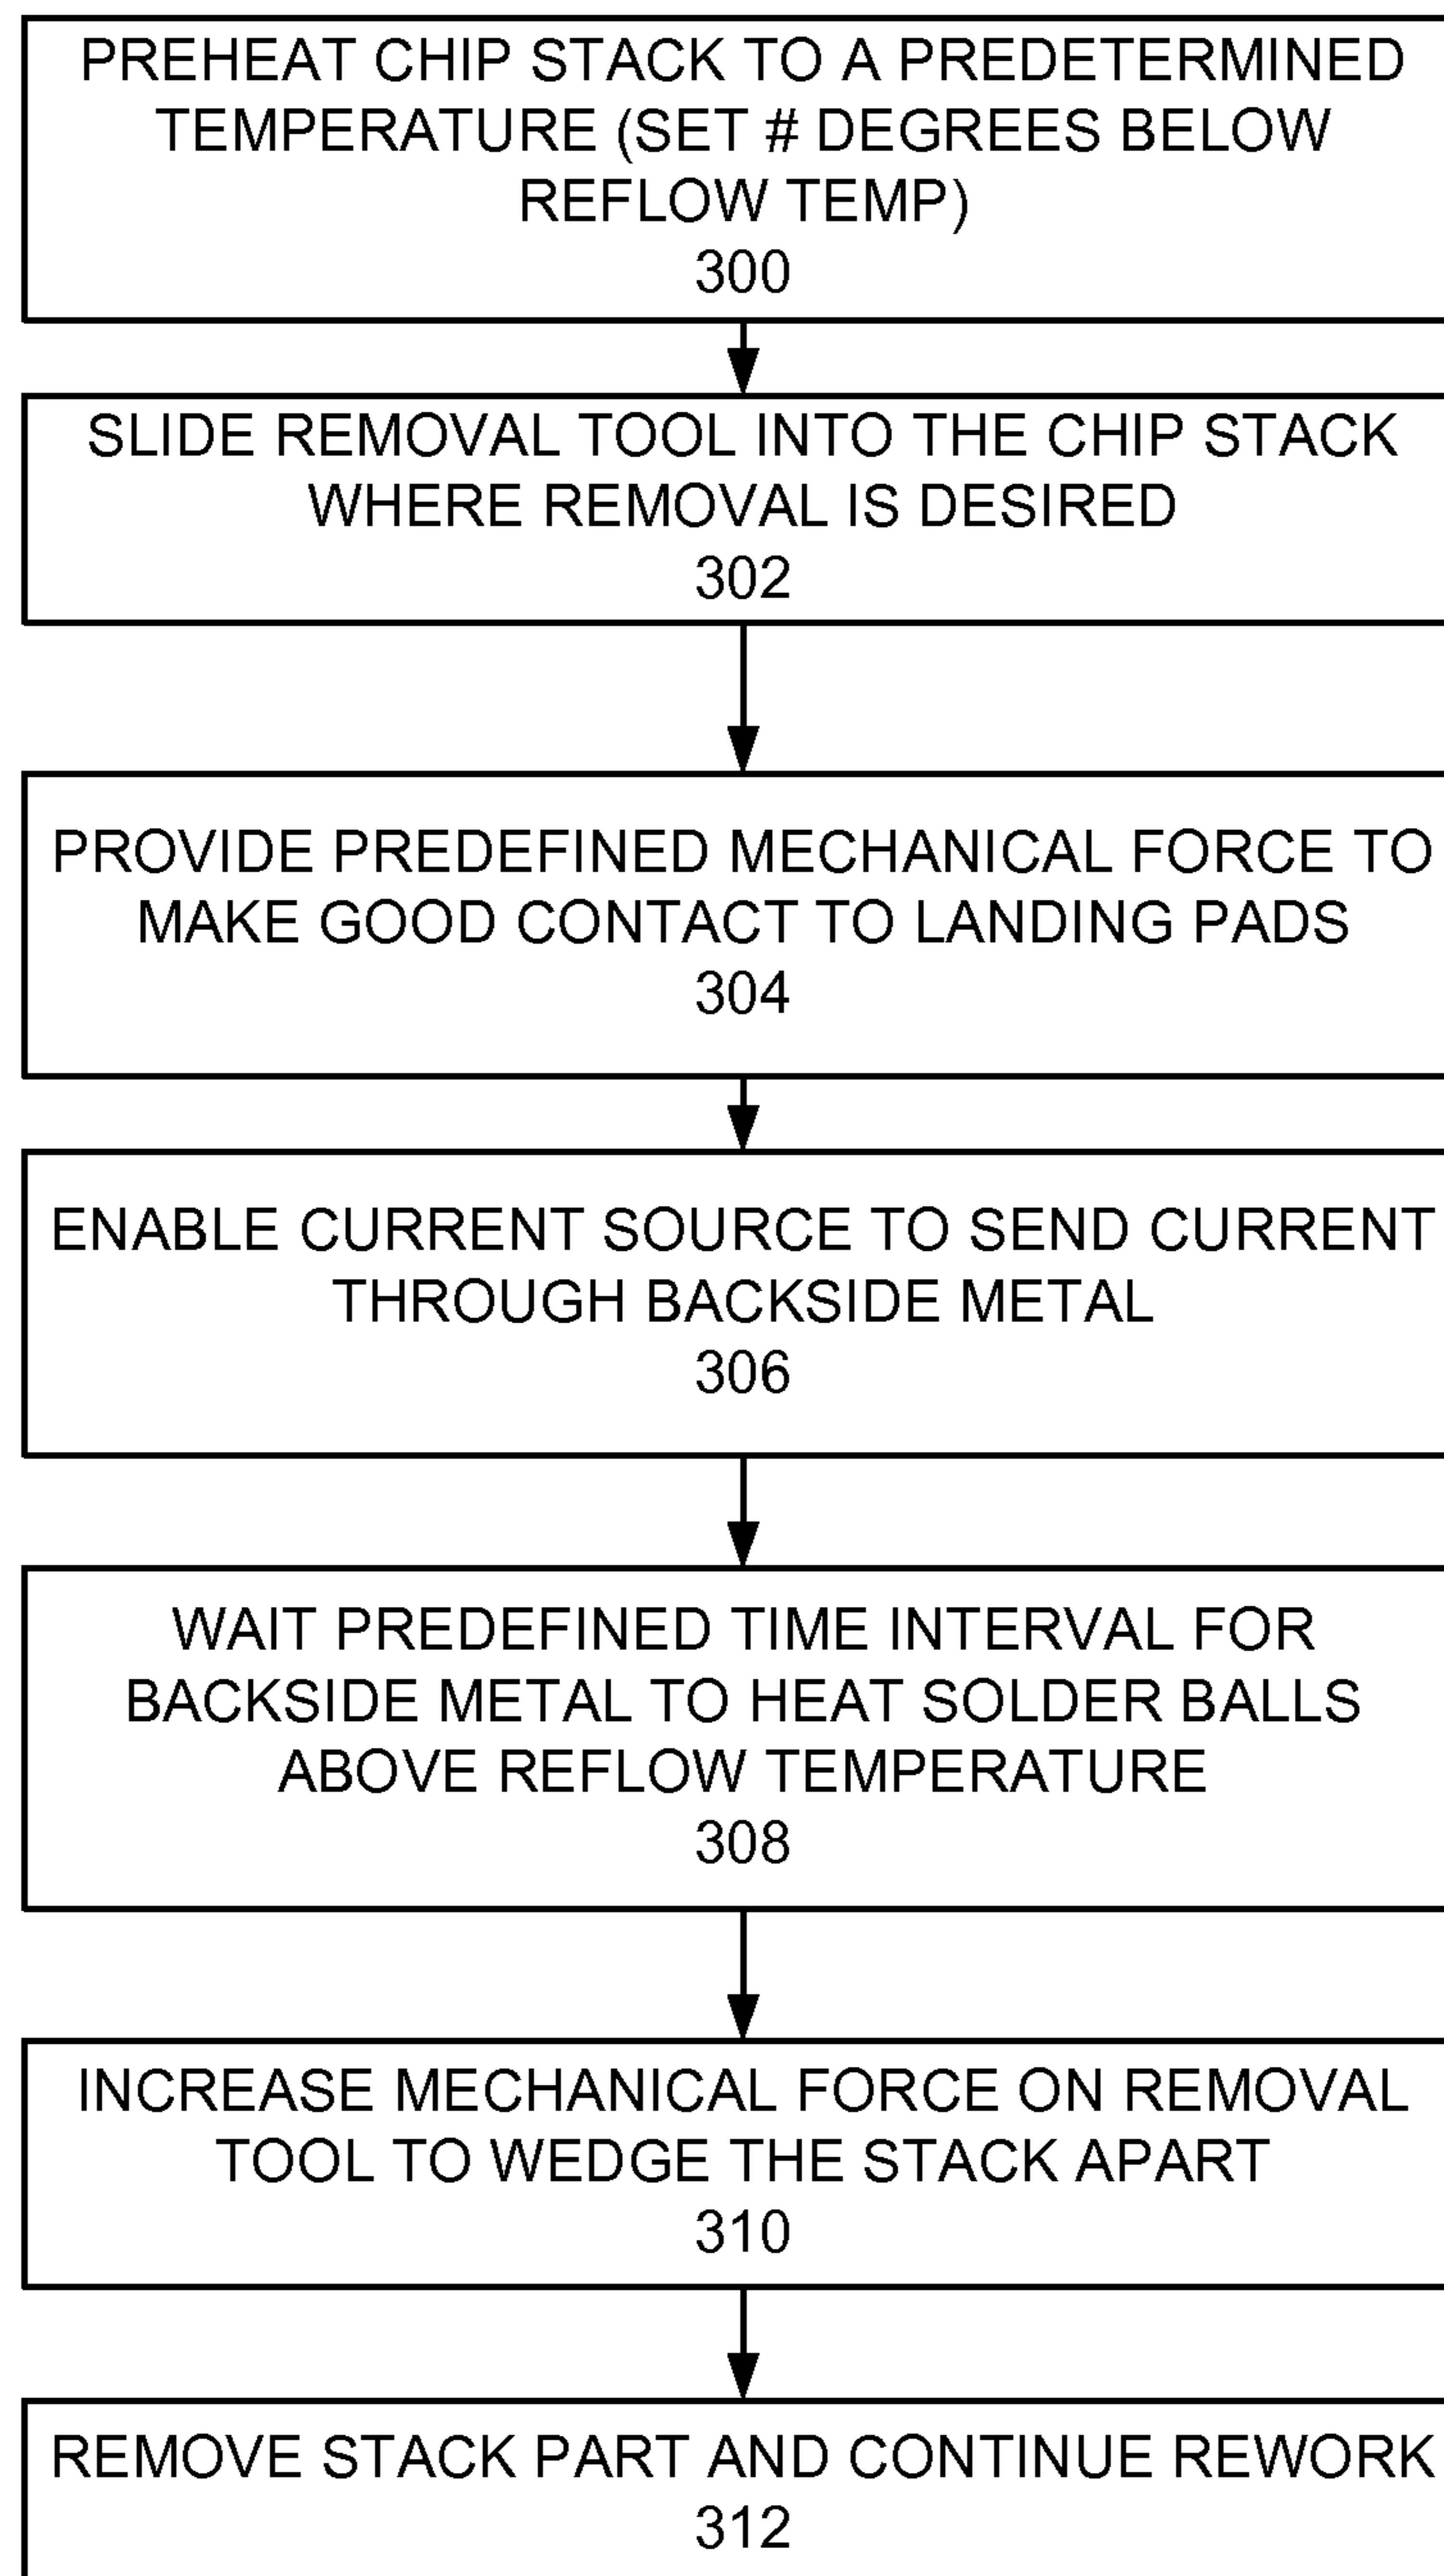 PREHEAT CHIP STACK TO A PREDETERMINED
TEMPERATURE (SET # DEGREES BELOW
REFLOW TEMP)
300
SLIDE REMOVAL TOOL INTO THE CHIP STACK
WHERE REMOVAL IS DESIRED
302
PROVIDE PREDEFINED MECHANICAL FORCE TO
MAKE GOOD CONTACT TO LANDING PADS
304
ENABLE CURRENT SOURCE TO SEND CURRENT
THROUGH BACKSIDE METAL
306
WAIT PREDEFINED TIME INTERVAL FOR
BACKSIDE METAL TO HEAT SOLDER BALLS
ABOVE REFLOW TEMPERATURE
308
INCREASE MECHANICAL FORCE ON REMOVAL
TOOL TO WEDGE THE STACK APART
310
REMOVE STACK PART AND CONTINUE REWORK
312